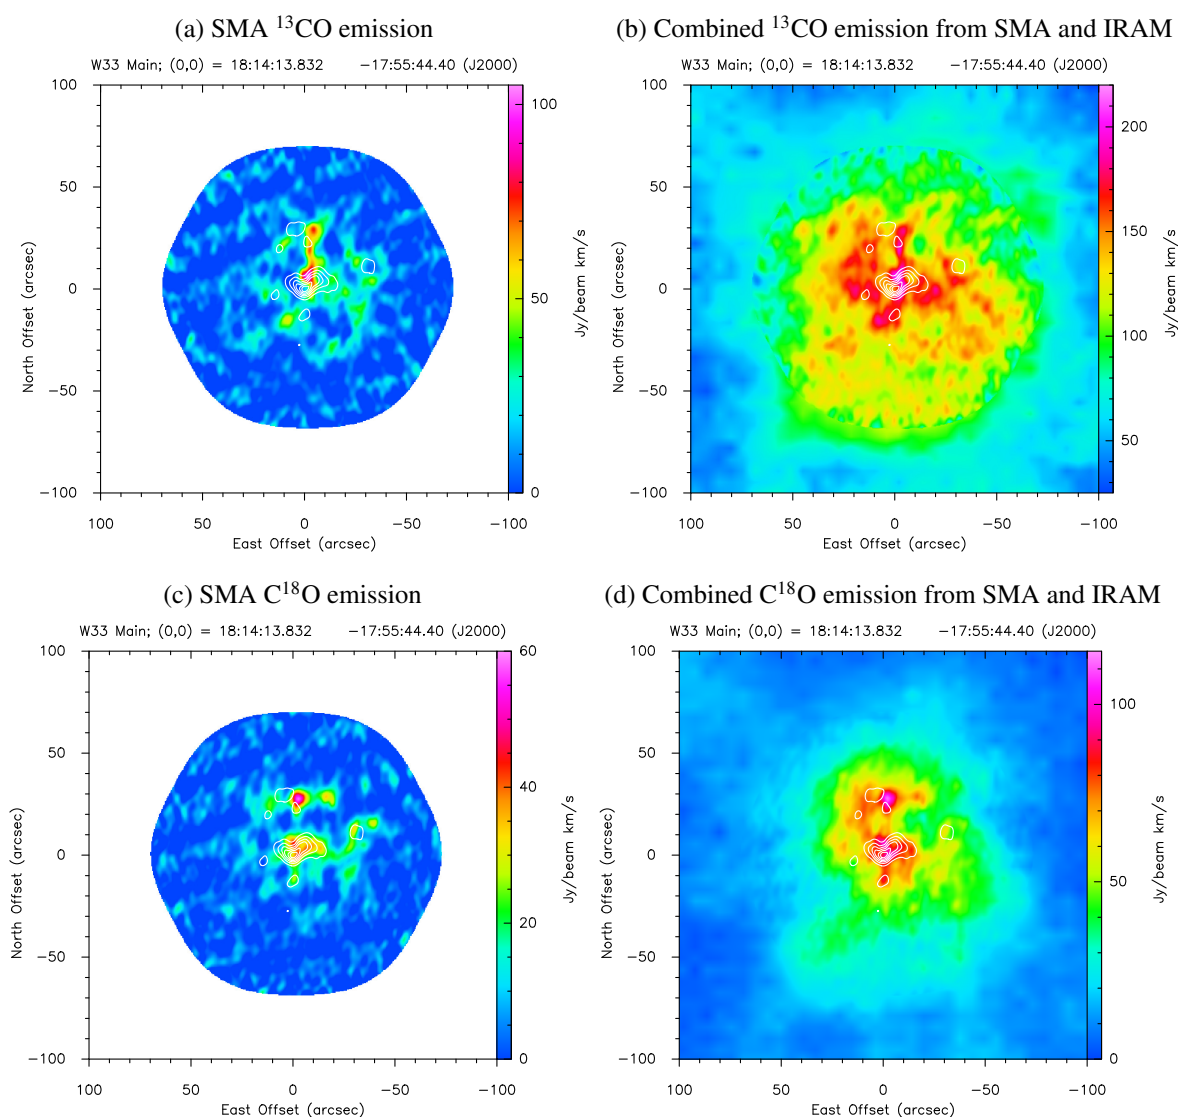 (a) SMA ¹³CO emission
W33 Main; (0,0) = 18:14:13.832 −17:55:44.40 (J2000)
100
50
0
−50
−100
North Offset (arcsec)
100 50 0 −50 −100
East Offset (arcsec)
100
50
0
Jy/beam km/s
(b) Combined ¹³CO emission from SMA and IRAM
W33 Main; (0,0) = 18:14:13.832 −17:55:44.40 (J2000)
100
50
0
−50
−100
North Offset (arcsec)
100 50 0 −50 −100
East Offset (arcsec)
200
150
100
50
Jy/beam km/s
(c) SMA C¹⁸O emission
W33 Main; (0,0) = 18:14:13.832 −17:55:44.40 (J2000)
100
50
0
−50
−100
North Offset (arcsec)
100 50 0 −50 −100
East Offset (arcsec)
60
40
20
0
Jy/beam km/s
(d) Combined C¹⁸O emission from SMA and IRAM
W33 Main; (0,0) = 18:14:13.832 −17:55:44.40 (J2000)
100
50
0
−50
−100
North Offset (arcsec)
100 50 0 −50 −100
East Offset (arcsec)
100
50
0
Jy/beam km/s